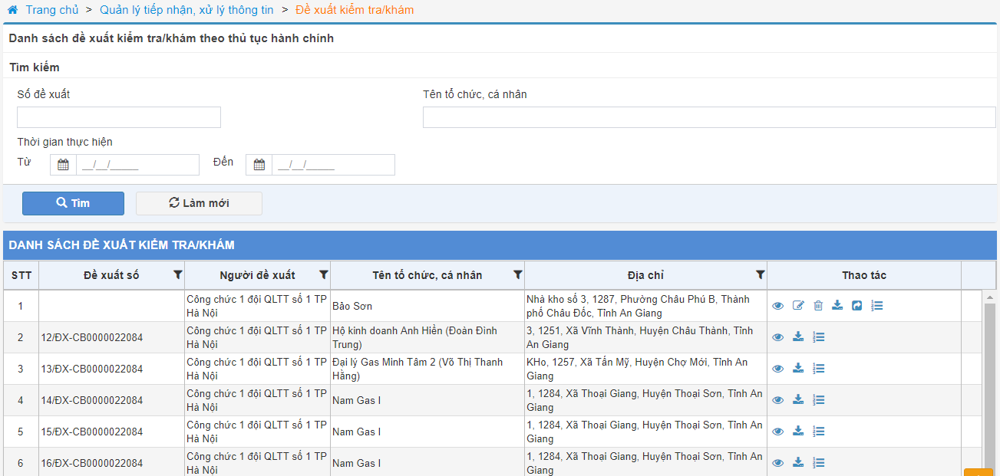 Trang chủ > Quản lý tiếp nhận, xử lý thông tin > Đề xuất kiểm tra/khám
Danh sách đề xuất kiểm tra/khám theo thủ tục hành chính
Tìm kiếm
Số đề xuất
Tên tổ chức, cá nhân
Thời gian thực hiện
Từ __/__/_____ Đến __/__/_____
Tìm Làm mới
DANH SÁCH ĐỀ XUẤT KIỂM TRA/KHÁM
STT Đề xuất số Người đề xuất Tên tổ chức, cá nhân Địa chỉ Thao tác
1 Công chức 1 đội QLTT số 1 TP Hà Nội Bảo Sơn Nhà kho số 3, 1287, Phường Châu Phú B, Thành phố Châu Đốc, Tỉnh An Giang
2 12/ĐX-CB0000022084 Công chức 1 đội QLTT số 1 TP Hà Nội Hộ kinh doanh Anh Hiền (Đoàn Đình Trung) 3, 1251, Xã Vĩnh Thành, Huyện Châu Thành, Tỉnh An Giang
3 13/ĐX-CB0000022084 Công chức 1 đội QLTT số 1 TP Hà Nội Đại lý Gas Minh Tâm 2 (Võ Thị Thanh Hằng) KHo, 1257, Xã Tấn Mỹ, Huyện Chợ Mới, Tỉnh An Giang
4 14/ĐX-CB0000022084 Công chức 1 đội QLTT số 1 TP Hà Nội Nam Gas I 1, 1284, Xã Thoại Giang, Huyện Thoại Sơn, Tỉnh An Giang
5 15/ĐX-CB0000022084 Công chức 1 đội QLTT số 1 TP Hà Nội Nam Gas I 1, 1284, Xã Thoại Giang, Huyện Thoại Sơn, Tỉnh An Giang
6 16/ĐX-CB0000022084 Công chức 1 đội QLTT số 1 TP Hà Nội Nam Gas I 1, 1284, Xã Thoại Giang, Huyện Thoại Sơn, Tỉnh An Giang